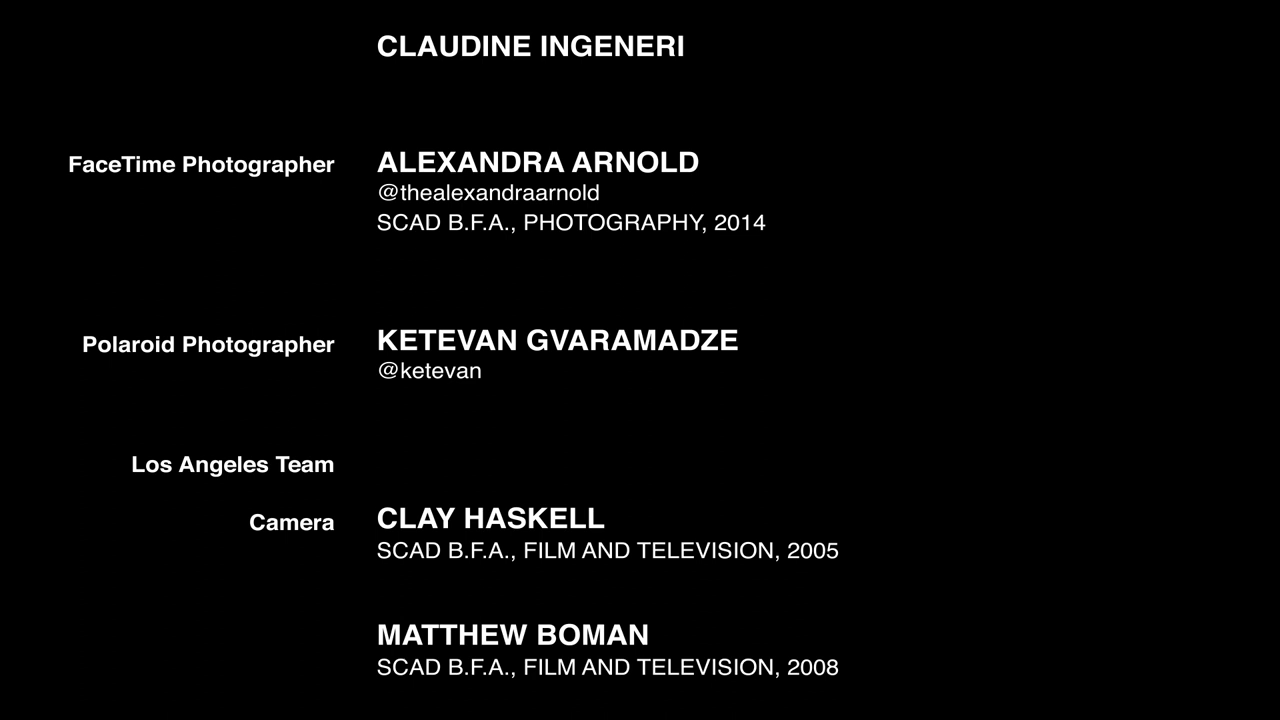 CLAUDINE INGENERI
FaceTime Photographer ALEXANDRA ARNOLD
@thealexandraarnold
SCAD B.F.A., PHOTOGRAPHY, 2014
Polaroid Photographer KETEVAN GVARAMADZE
@ketevan
Los Angeles Team
Camera CLAY HASKELL
SCAD B.F.A., FILM AND TELEVISION, 2005
MATTHEW BOMAN
SCAD B.F.A., FILM AND TELEVISION, 2008